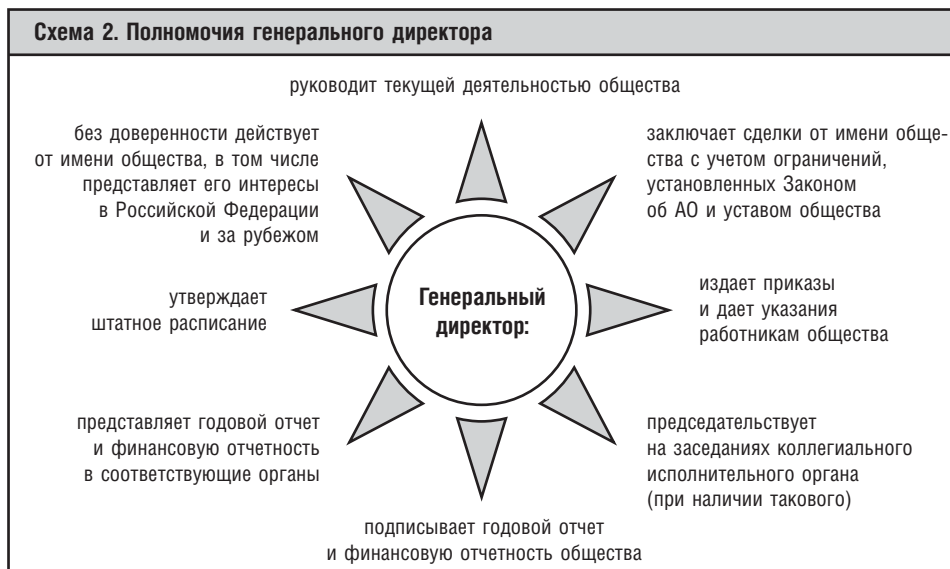 Схема 2. Полномочия генерального директора
руководит текущей деятельностью общества
без доверенности действует
от имени общества, в том числе
представляет его интересы
в Российской Федерации
и за рубежом
заключает сделки от имени обще-
ства с учетом ограничений,
установленных Законом
об АО и уставом общества
утверждает
штатное расписание
Генеральный
директор:
издает приказы
и дает указания
работникам общества
представляет годовой отчет
и финансовую отчетность
в соответствующие органы
председательствует
на заседаниях коллегиального
исполнительного органа
(при наличии такового)
подписывает годовой отчет
и финансовую отчетность общества